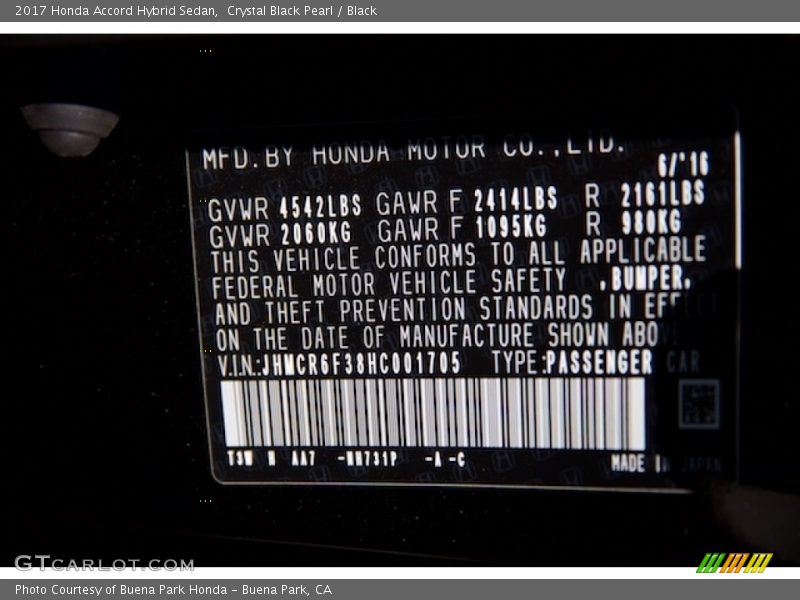 2017 Honda Accord Hybrid Sedan,  Crystal Black Pearl / Black
MFD.BY HONDA MOTOR CO.,LTD.
6/'16
GVWR 4542LBS GAWR F 2414LBS R 2161LBS
GVWR 2060KG GAWR F 1095KG R 980KG
THIS VEHICLE CONFORMS TO ALL APPLICABLE
FEDERAL MOTOR VEHICLE SAFETY ,BUMPER,
AND THEFT PREVENTION STANDARDS IN EFFECT
ON THE DATE OF MANUFACTURE SHOWN ABO
V.I.N.:JHMCR6F38HC001705 TYPE:PASSENGER CAR
T3W N AA7 -NH731P -A -C
MADE IN JAPAN
GTCARLOT.COM
Photo Courtesy of Buena Park Honda – Buena Park, CA